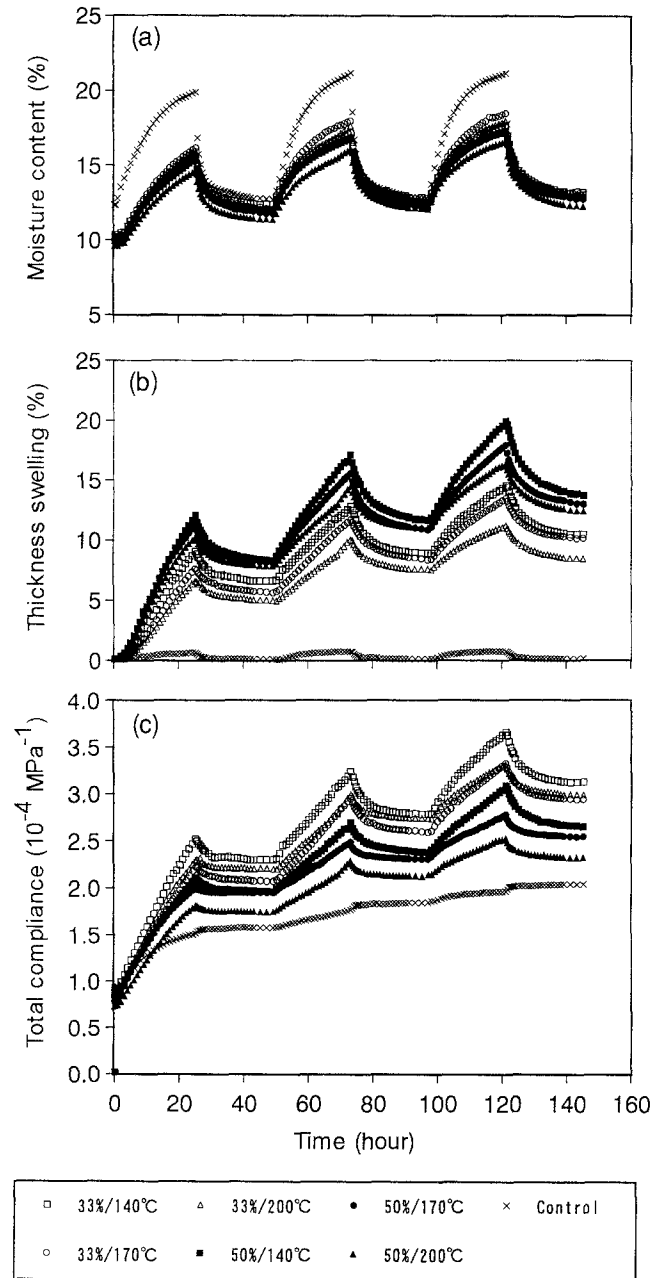 (a)
Moisture content (%)
25
20
15
10
5
(b)
Thickness swelling (%)
25
20
15
10
5
0
(c)
Total compliance (10⁻⁴ MPa⁻¹)
4.0
3.5
3.0
2.5
2.0
1.5
1.0
0.5
0.0
0 20 40 60 80 100 120 140 160
Time (hour)
33%/140℃ 33%/200℃ 50%/170℃ Control
33%/170℃ 50%/140℃ 50%/200℃